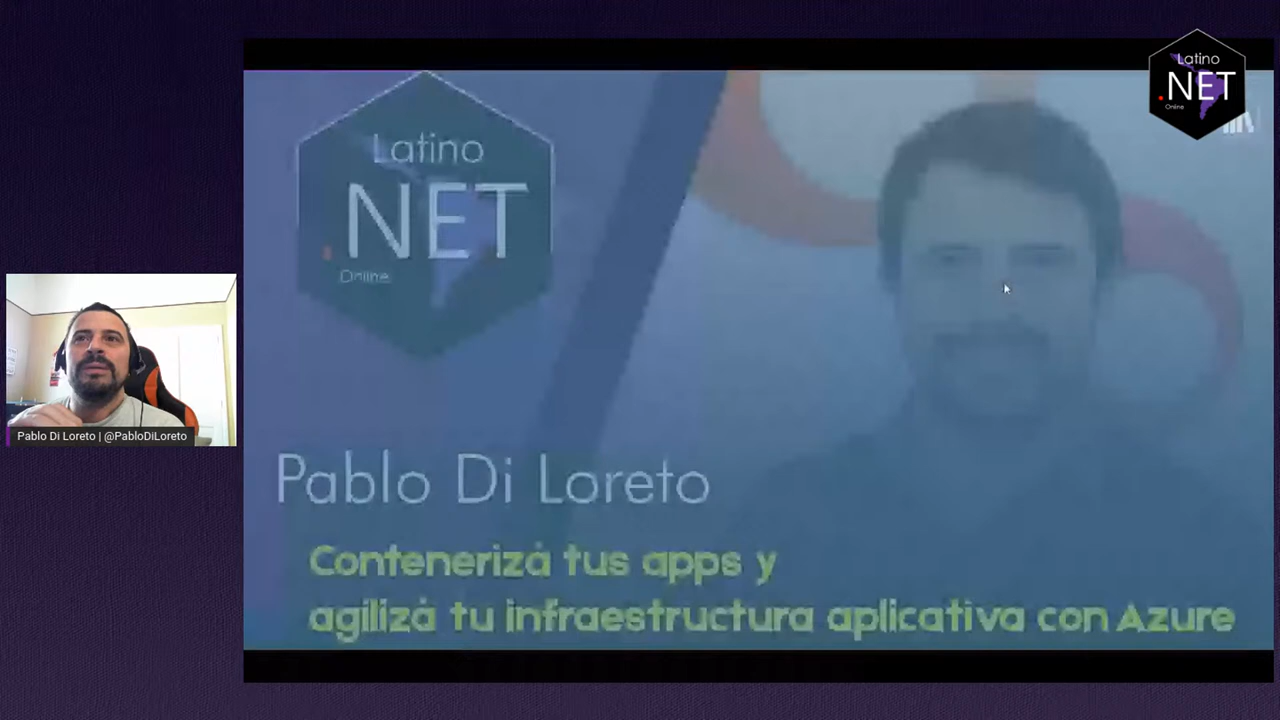 Latino
.NET
Online
Latino
.NET
Online
Pablo Di Loreto
Contenerizá tus apps y
agilizá tu infraestructura aplicativa con Azure
Pablo Di Loreto | @PabloDiLoreto